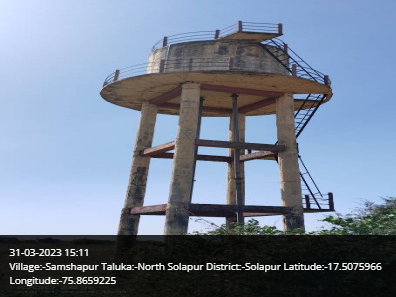 31-03-2023 15:11
Village:-Samshapur Taluka:-North Solapur District:-Solapur Latitude:-17.5075966
Longitude:-75.8659225